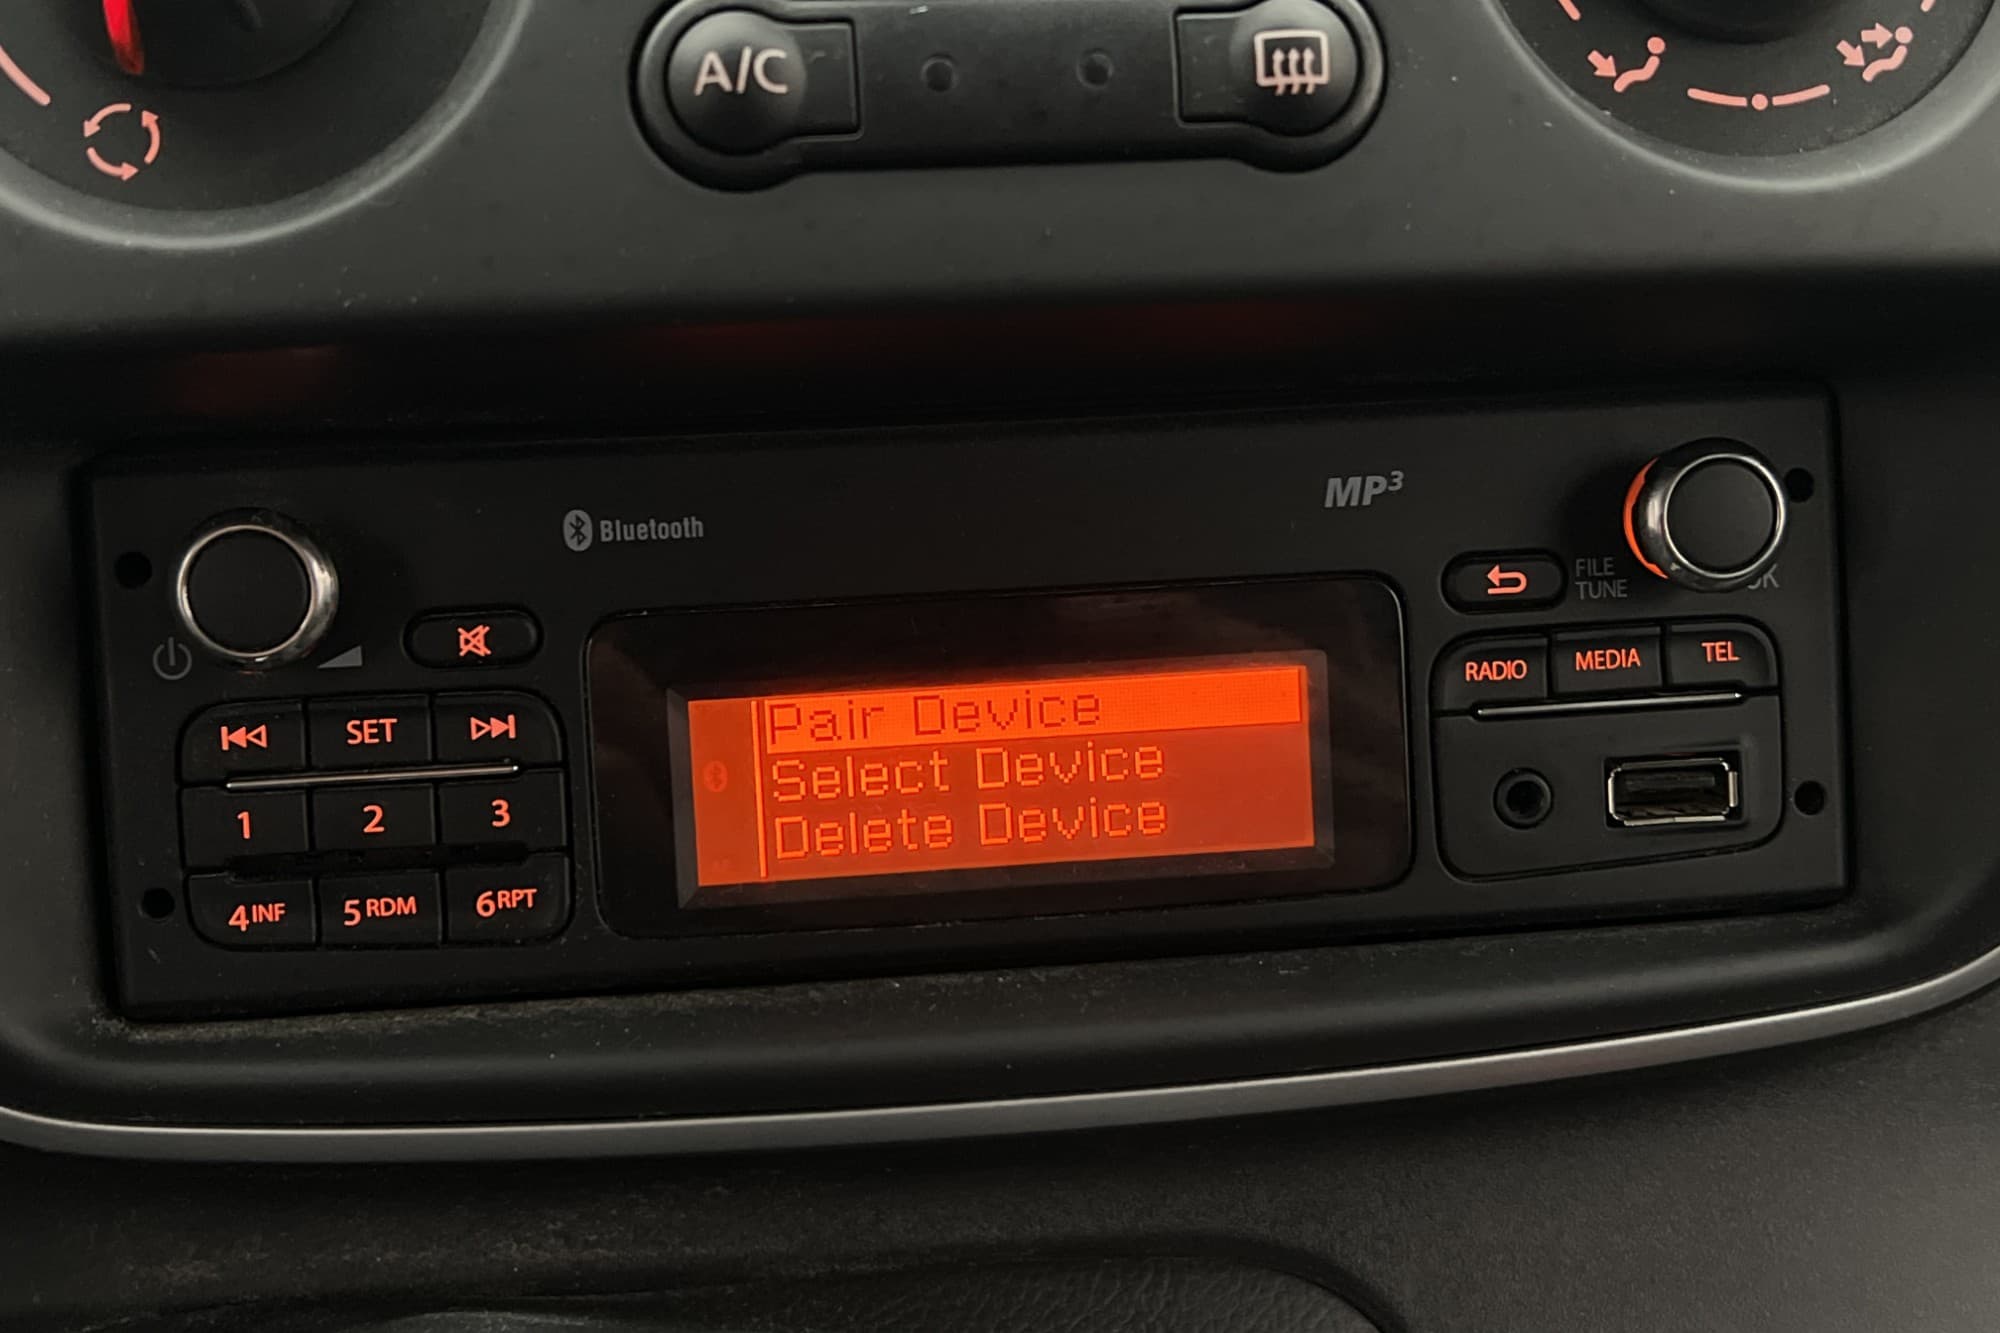 A/C
Bluetooth
MP3
FILE
TUNE
SET
1
2
3
4 INF
5 RDM
6 RPT
Pair Device
Select Device
Delete Device
RADIO
MEDIA
TEL